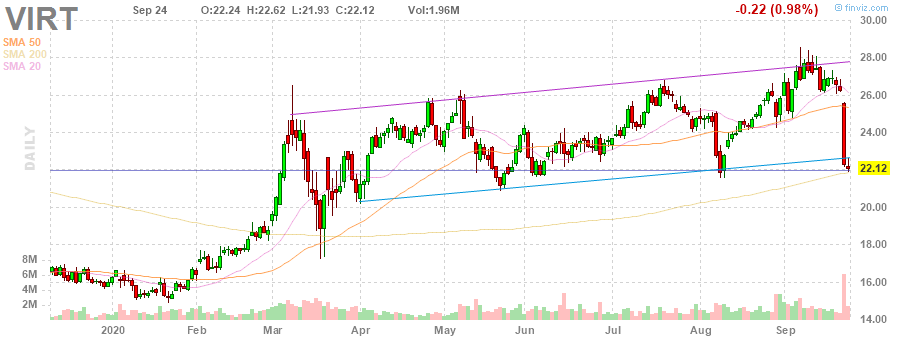 VIRT
Sep 24 O:22.24 H:22.62 L:21.93 C:22.12 Vol:1.96M -0.22 (0.98%) finviz.com
SMA 50
SMA 200
SMA 20
DAILY
30.00
28.00
26.00
24.00
22.12
20.00
18.00
16.00
14.00
8M
6M
4M
2M
2020 Feb Mar Apr May Jun Jul Aug Sep